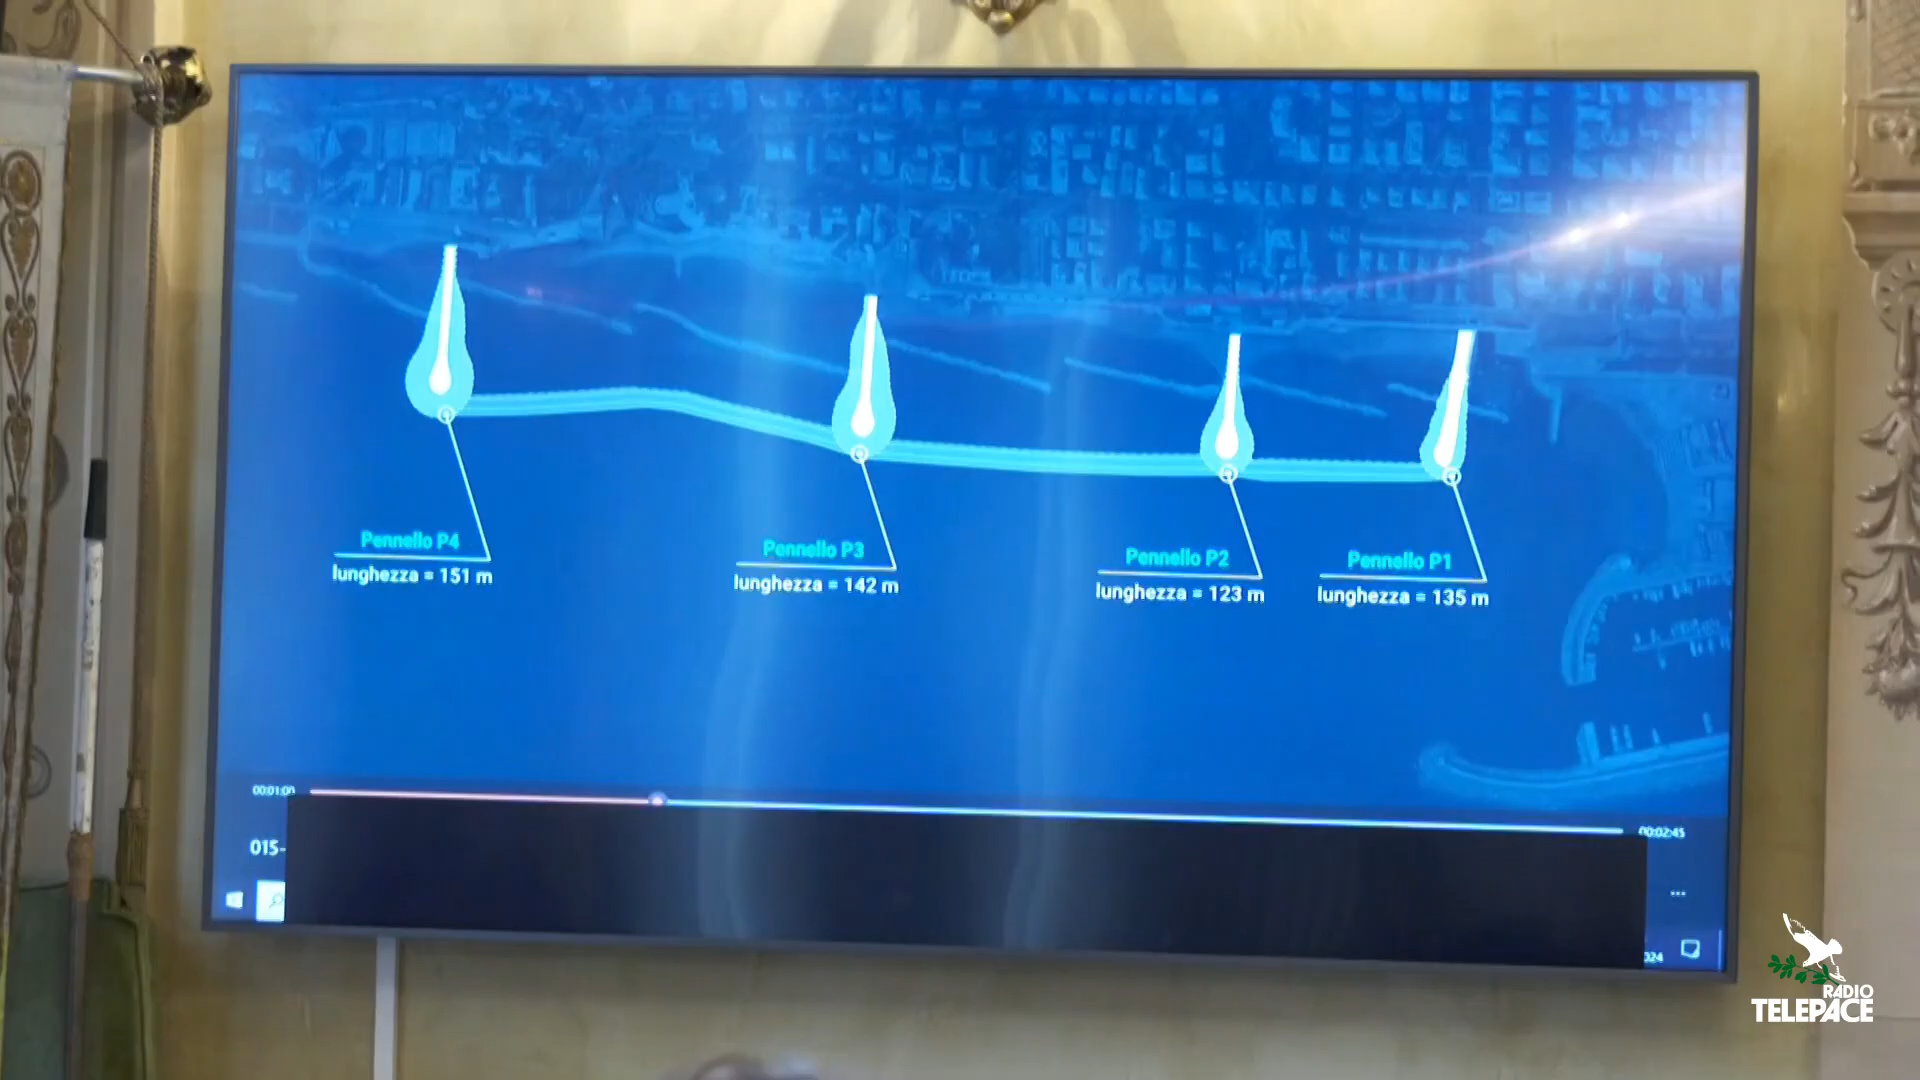 Pennello P4
lunghezza = 151 m
Pennello P3
lunghezza = 142 m
Pennello P2
lunghezza = 123 m
Pennello P1
lunghezza = 135 m
00:01:00
00:02:45
015-
024
RADIO
TELEPACE